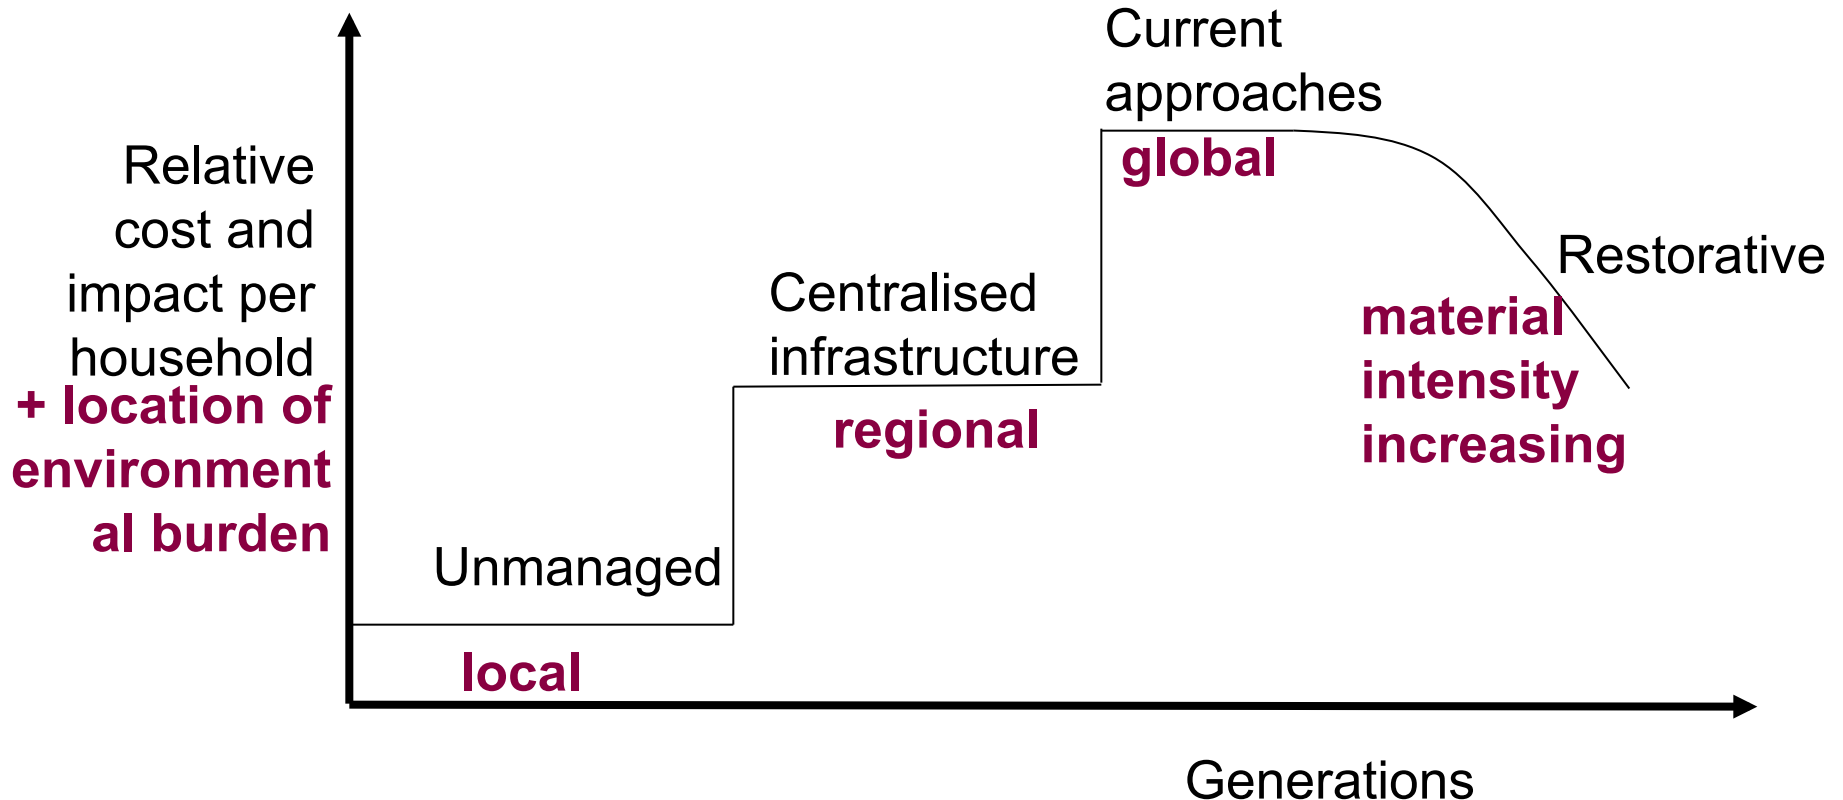 Current
approaches
global
Relative
cost and
impact per
household
+ location of
environment
al burden
Centralised
infrastructure
regional
Restorative
material
intensity
increasing
Unmanaged
local
Generations